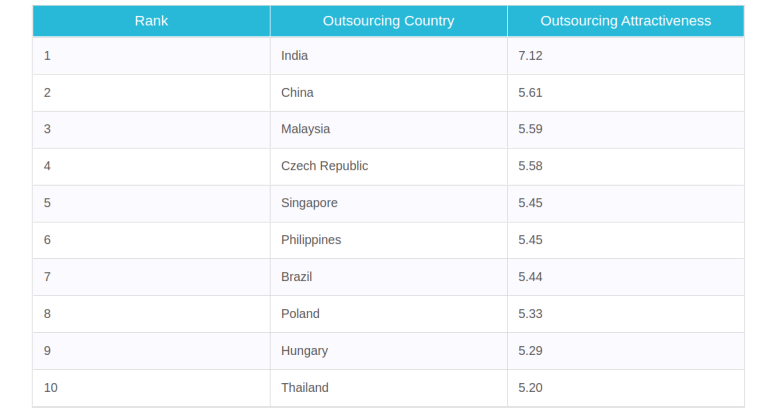 Rank Outsourcing Country Outsourcing Attractiveness
1 India 7.12
2 China 5.61
3 Malaysia 5.59
4 Czech Republic 5.58
5 Singapore 5.45
6 Philippines 5.45
7 Brazil 5.44
8 Poland 5.33
9 Hungary 5.29
10 Thailand 5.20